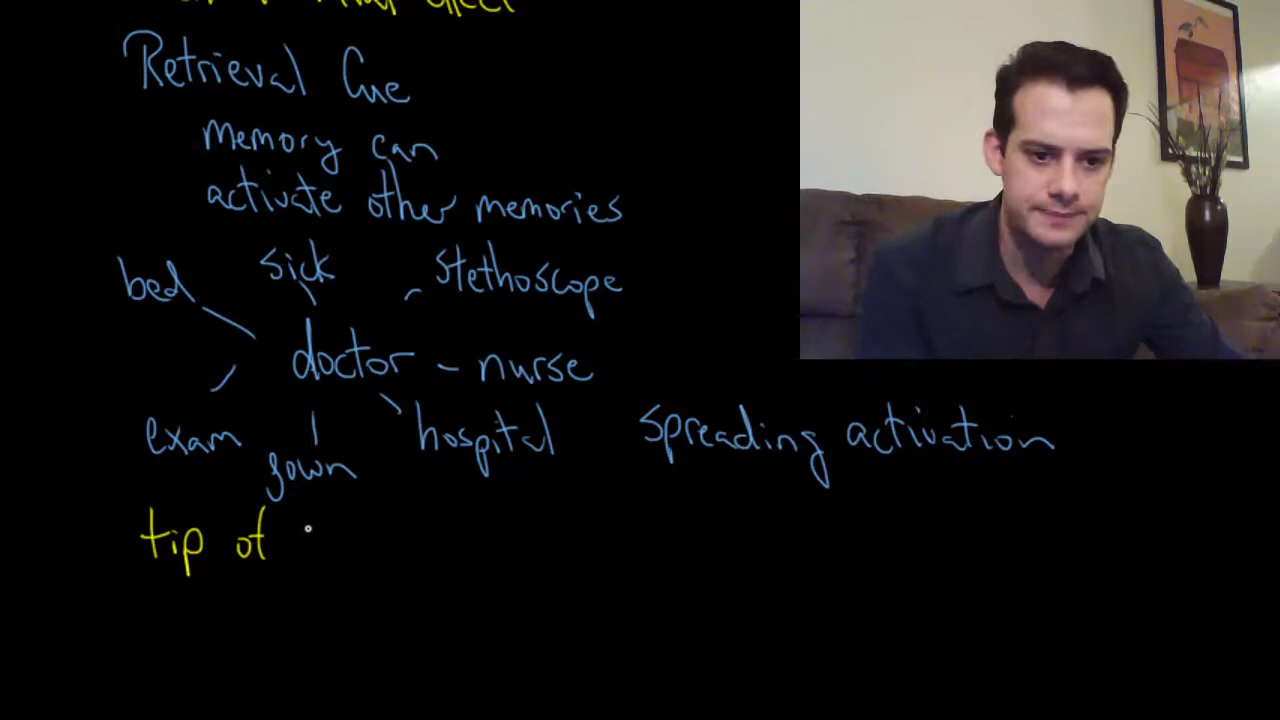 effect
Retrieval Cue
memory can
activate other memories
bed sick stethoscope
doctor - nurse
exam gown hospital spreading activation
tip of